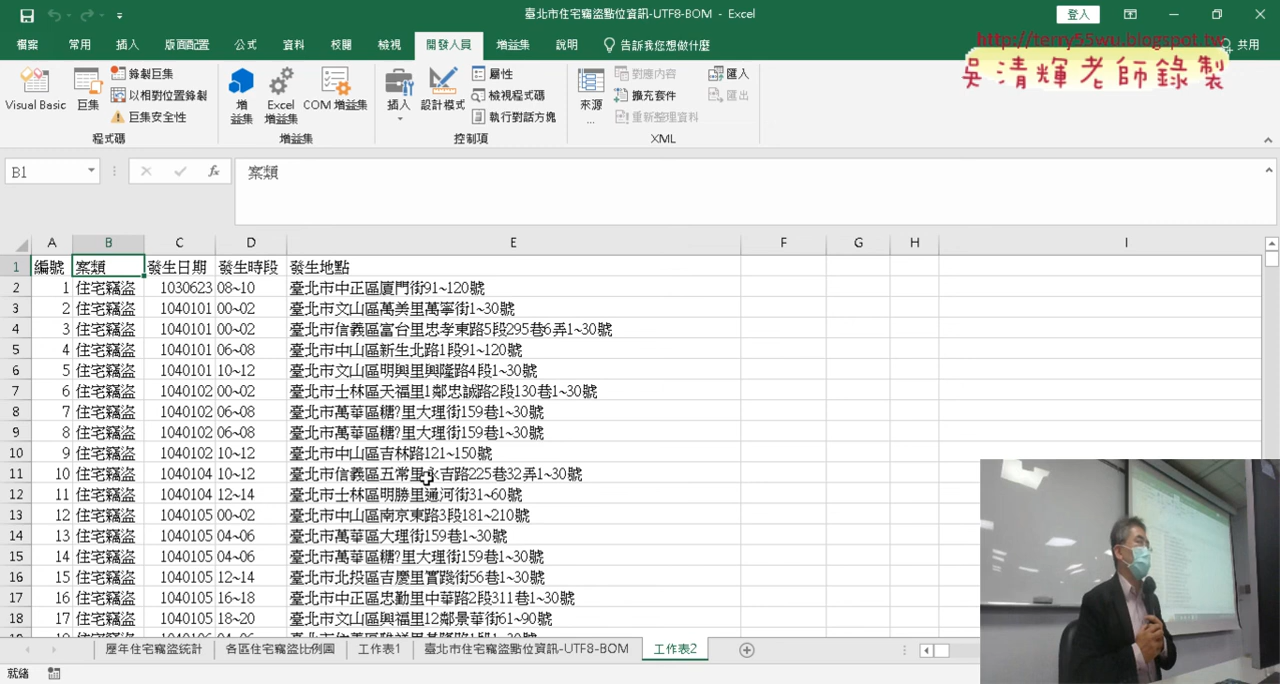 臺北市住宅竊盜點位資訊-UTF8-BOM - Excel 登入
檔案 常用 插入 版面配置 公式 資料 校閱 檢視 開發人員 增益集 說明 告訴我您想做什麼 共用
http://terry55wu.blogspot.tw
吳清輝老師錄製
Visual Basic 巨集 錄製巨集 以相對位置錄製 巨集安全性
程式碼
增益集 Excel 增益集 COM 增益集
增益集
插入 設計模式 屬性 檢視程式碼 執行對話方塊
控制項
來源... 對應內容 擴充套件 重新整理資料 匯入 匯出
XML
B1 fx 案類
A B C D E F G H I
1 編號 案類 發生日期 發生時段 發生地點
2 1 住宅竊盜 1030623 08~10 臺北市中正區廈門街91~120號
3 2 住宅竊盜 1040101 00~02 臺北市文山區萬美里萬寧街1~30號
4 3 住宅竊盜 1040101 00~02 臺北市信義區富台里忠孝東路5段295巷6弄1~30號
5 4 住宅竊盜 1040101 06~08 臺北市中山區新生北路1段91~120號
6 5 住宅竊盜 1040101 10~12 臺北市文山區明興里興隆路4段1~30號
7 6 住宅竊盜 1040102 00~02 臺北市士林區天福里1鄰忠誠路2段130巷1~30號
8 7 住宅竊盜 1040102 06~08 臺北市萬華區糖?里大理街159巷1~30號
9 8 住宅竊盜 1040102 06~08 臺北市萬華區糖?里大理街159巷1~30號
10 9 住宅竊盜 1040102 10~12 臺北市中山區吉林路121~150號
11 10 住宅竊盜 1040104 10~12 臺北市信義區五常里永吉路225巷32弄1~30號
12 11 住宅竊盜 1040104 12~14 臺北市士林區明勝里通河街31~60號
13 12 住宅竊盜 1040105 00~02 臺北市中山區南京東路3段181~210號
14 13 住宅竊盜 1040105 04~06 臺北市萬華區大理街159巷1~30號
15 14 住宅竊盜 1040105 04~06 臺北市萬華區糖?里大理街159巷1~30號
16 15 住宅竊盜 1040105 12~14 臺北市北投區吉慶里實踐街56巷1~30號
17 16 住宅竊盜 1040105 16~18 臺北市中正區忠勤里中華路2段311巷1~30號
18 17 住宅竊盜 1040105 18~20 臺北市文山區興福里12鄰景華街61~90號
歷年住宅竊盜統計 各區住宅竊盜比例圖 工作表1 臺北市住宅竊盜點位資訊-UTF8-BOM 工作表2
就緒